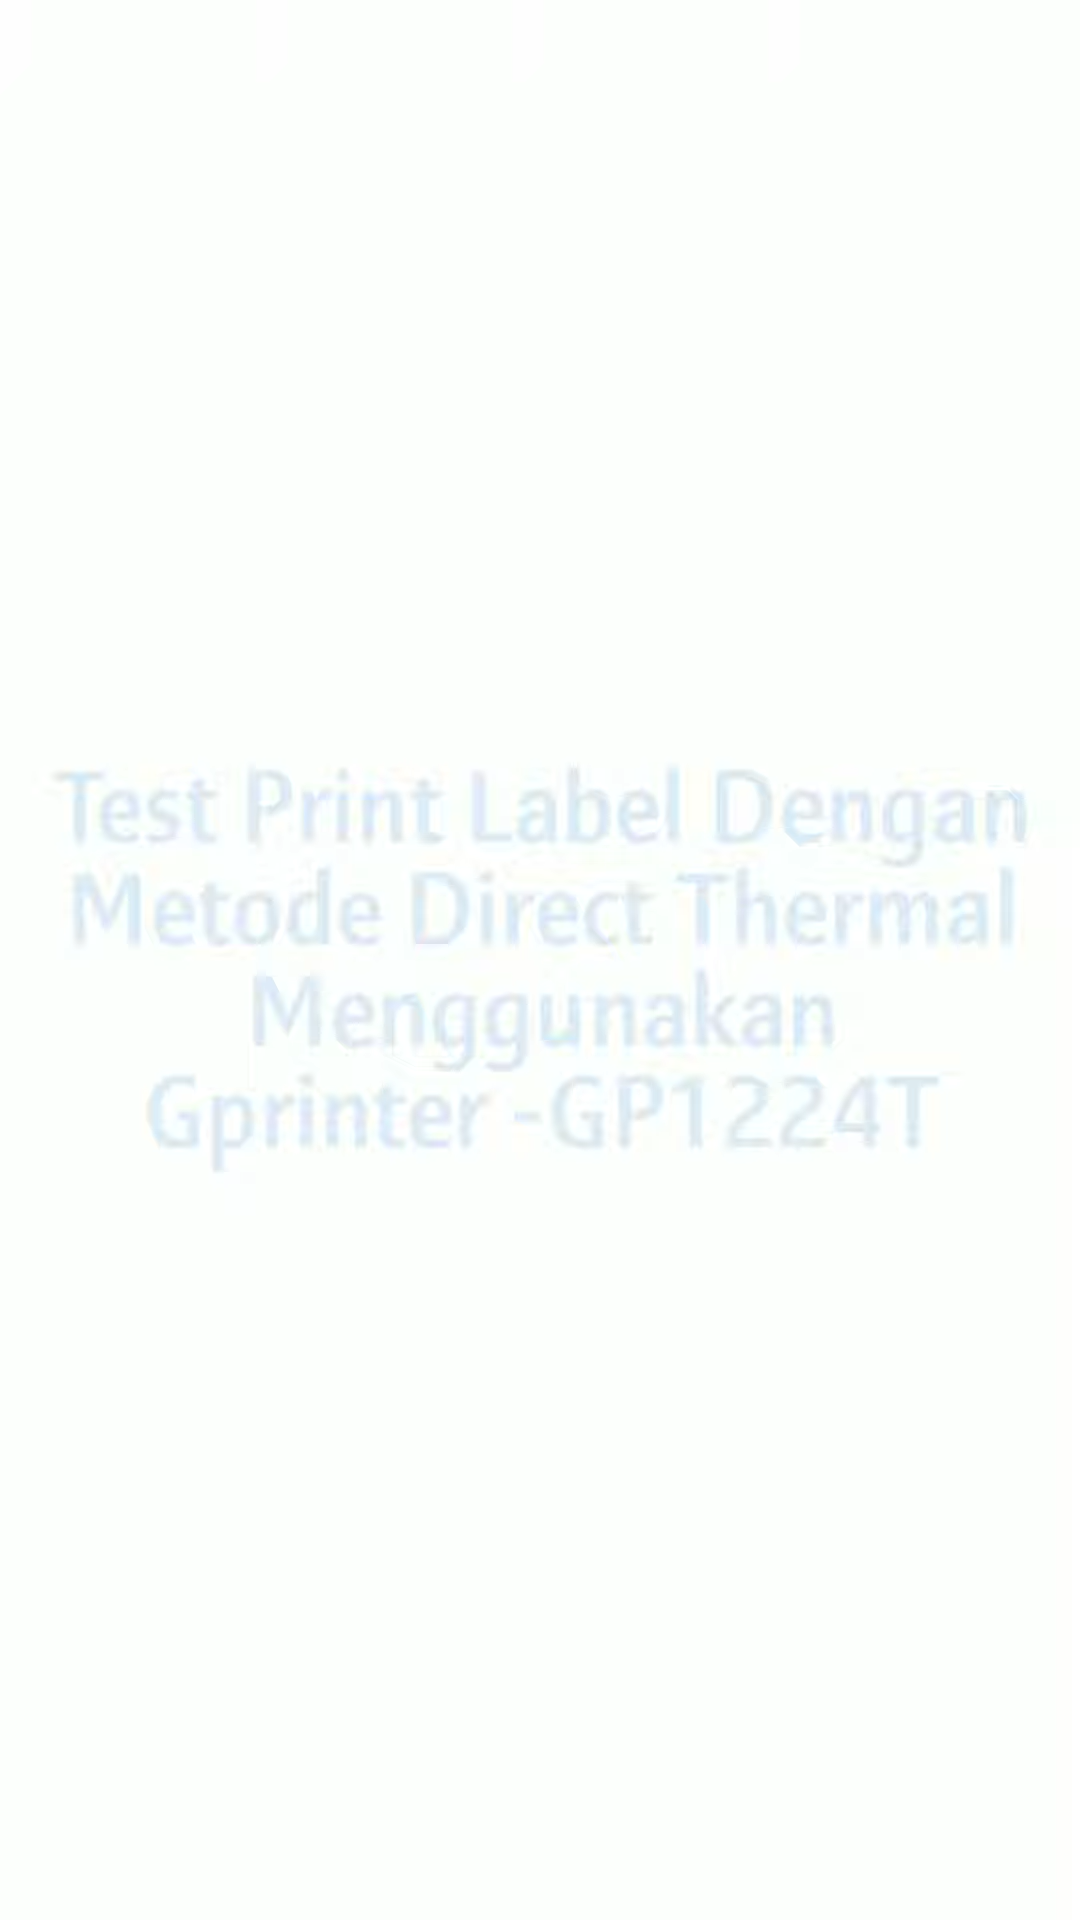 Test Print Label Dengan
Metode Direct Thermal
Menggunakan
Gprinter -GP1224T